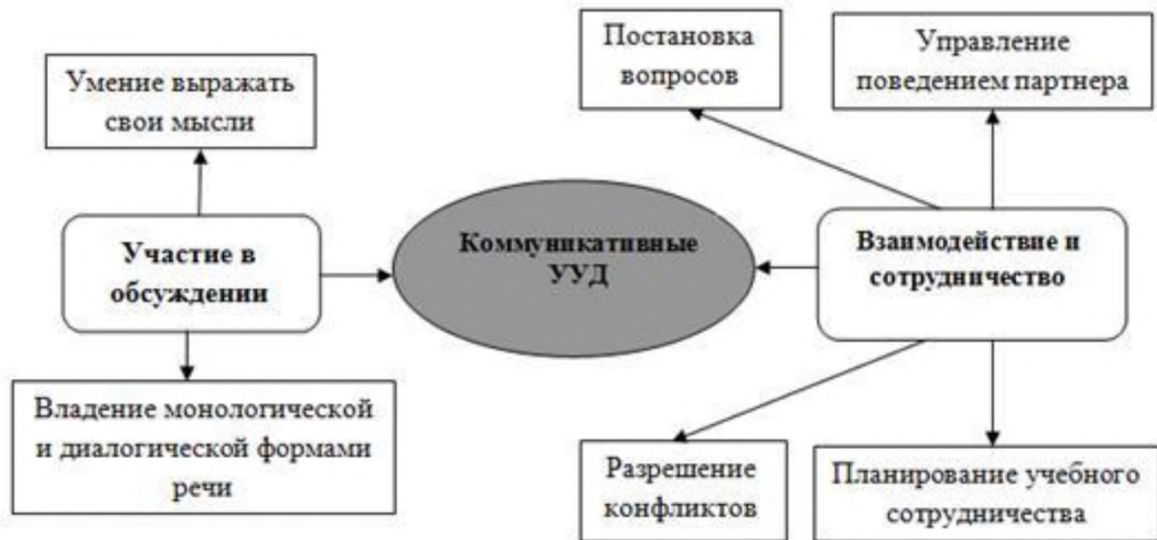 Умение выражать
свои мысли
Участие в
обсуждении
Владение монологической
и диалогической формами
речи
Коммуникативные
УУД
Постановка
вопросов
Управление
поведением партнера
Взаимодействие и
сотрудничество
Разрешение
конфликтов
Планирование учебного
сотрудничества